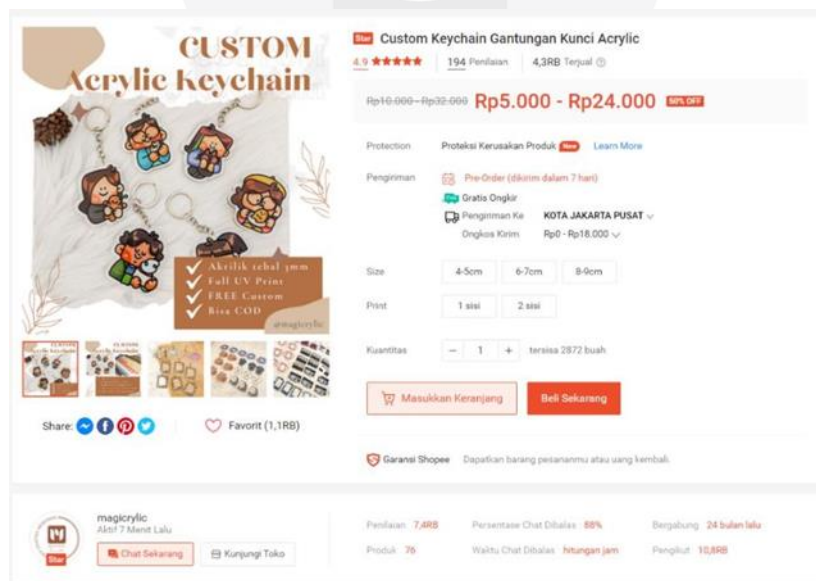 CUSTOM
Acrylic Keychain
Akrilik tebal 3mm
Full UV Print
FREE Custom
Bisa COD
@magicrylic
Share:
Favorit (1,1RB)
Star Custom Keychain Gantungan Kunci Acrylic
4.9 194 Penilaian 4,3RB Terjual
Rp10.000 - Rp32.000 Rp5.000 - Rp24.000 50% OFF
Protection Proteksi Kerusakan Produk New Learn More
Pengiriman Pre-Order (dikirim dalam 7 hari)
Gratis Ongkir
Pengiriman Ke KOTA JAKARTA PUSAT
Ongkos Kirim Rp0 - Rp18.000
Size 4-5cm 6-7cm 8-9cm
Print 1 sisi 2 sisi
Kuantitas − 1 + tersisa 2872 buah
Masukkan Keranjang Beli Sekarang
Garansi Shopee Dapatkan barang pesananmu atau uang kembali.
magicrylic
Aktif 7 Menit Lalu
Star
Chat Sekarang Kunjungi Toko
Penilaian 7,4RB Persentase Chat Dibalas 88% Bergabung 24 bulan lalu
Produk 76 Waktu Chat Dibalas hitungan jam Pengikut 10,8RB